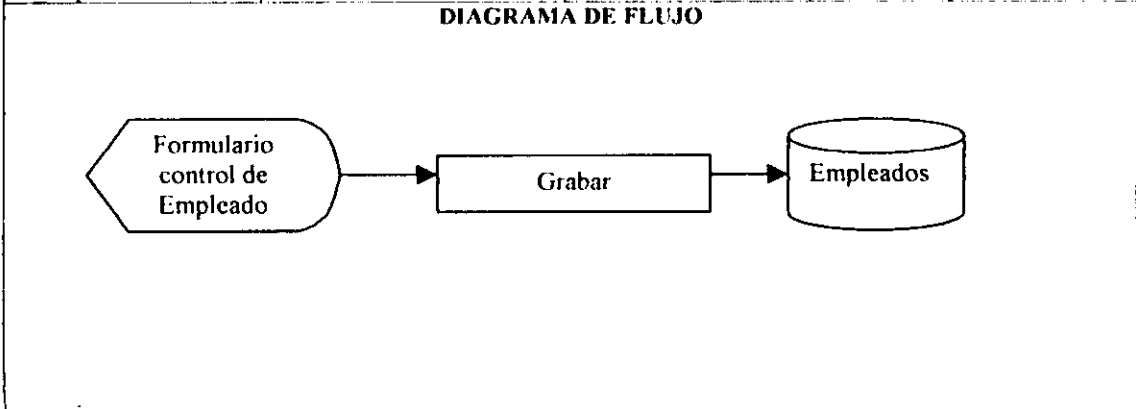 DIAGRAMA DE FLUJO
Formulario
control de
Empleado
Grabar
Empleados